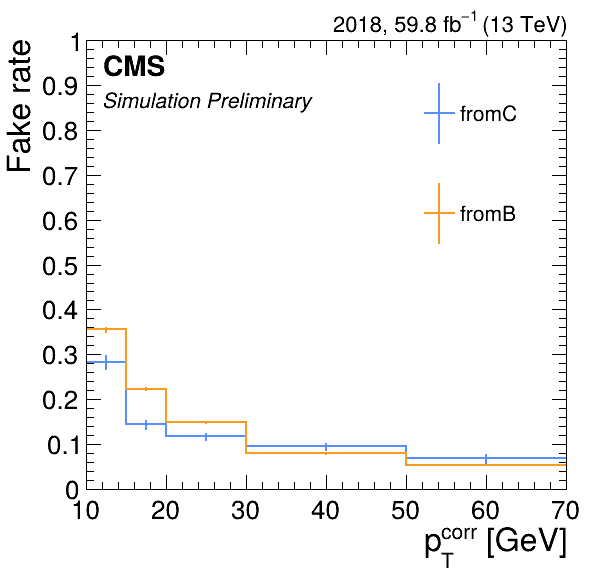 2018, 59.8 fb⁻¹ (13 TeV)
CMS
Simulation Preliminary
fromC
fromB
Fake rate
1
0.9
0.8
0.7
0.6
0.5
0.4
0.3
0.2
0.1
0
10 20 30 40 50 60 70
p_T^corr [GeV]